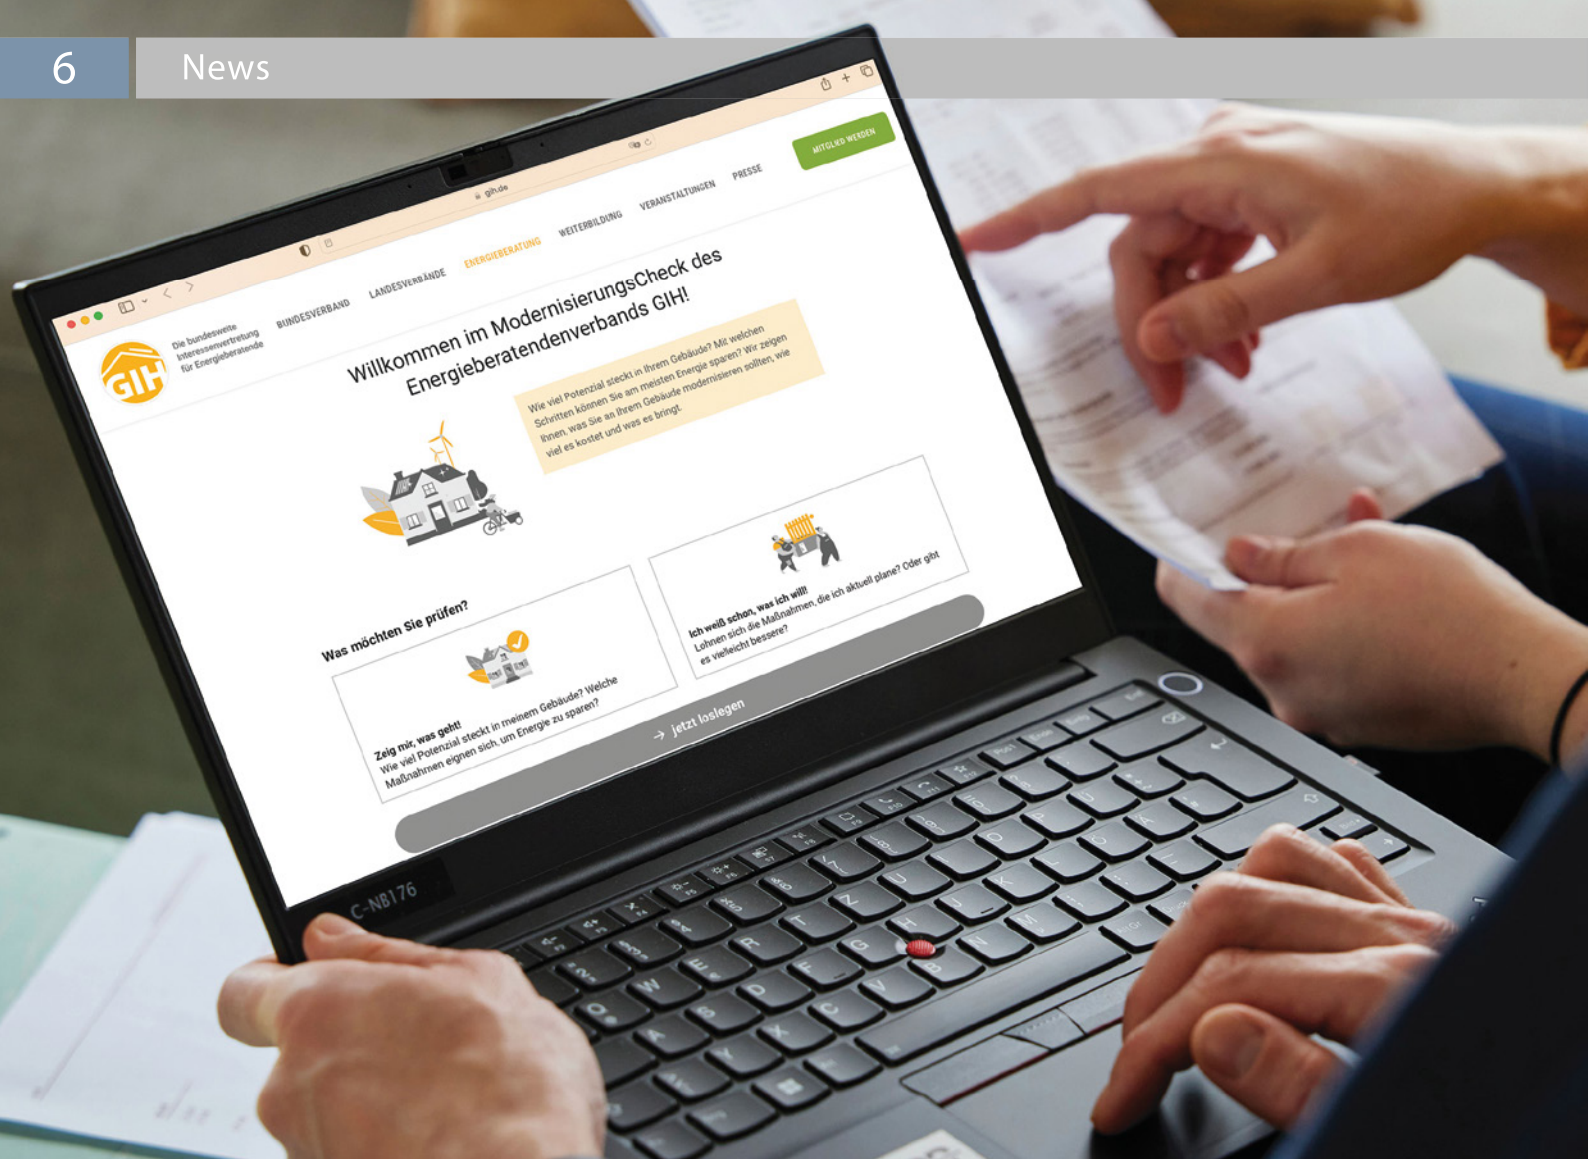 6
News
gih.de
MITGLIED WERDEN
GIH
Die bundesweite
Interessenvertretung
für Energieberatende
BUNDESVERBAND
LANDESVERBÄNDE
ENERGIEBERATUNG
WEITERBILDUNG
VERANSTALTUNGEN
PRESSE
Willkommen im ModernisierungsCheck des
Energieberatendenverbands GIH!
Wie viel Potenzial steckt in Ihrem Gebäude? Mit welchen
Schritten können Sie am meisten Energie sparen? Wir zeigen
Ihnen, was Sie an Ihrem Gebäude modernisieren sollten, wie
viel es kostet und was es bringt.
Was möchten Sie prüfen?
Zeig mir, was geht!
Wie viel Potenzial steckt in meinem Gebäude? Welche
Maßnahmen eignen sich, um Energie zu sparen?
Ich weiß schon, was ich will!
Lohnen sich die Maßnahmen, die ich aktuell plane? Oder gibt
es vielleicht bessere?
→ jetzt loslegen
C-NB176